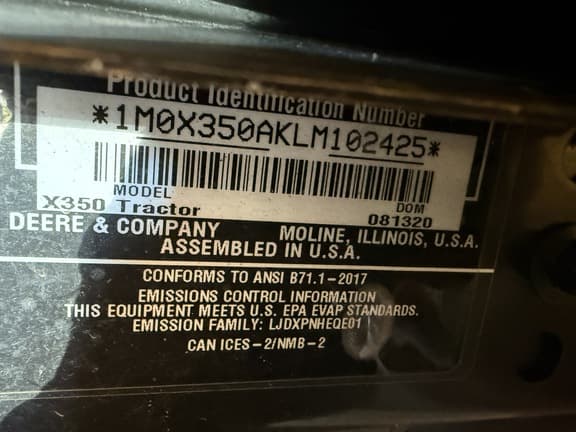 Product Identification Number
*1M0X350AKLM102425*
MODEL
X350 Tractor
DOM
081320
DEERE & COMPANY MOLINE, ILLINOIS, U.S.A.
ASSEMBLED IN U.S.A.
CONFORMS TO ANSI B71.1-2017
EMISSIONS CONTROL INFORMATION
THIS EQUIPMENT MEETS U.S. EPA EVAP STANDARDS.
EMISSION FAMILY: LJDXPNHEQE01
CAN ICES-2/NMB-2